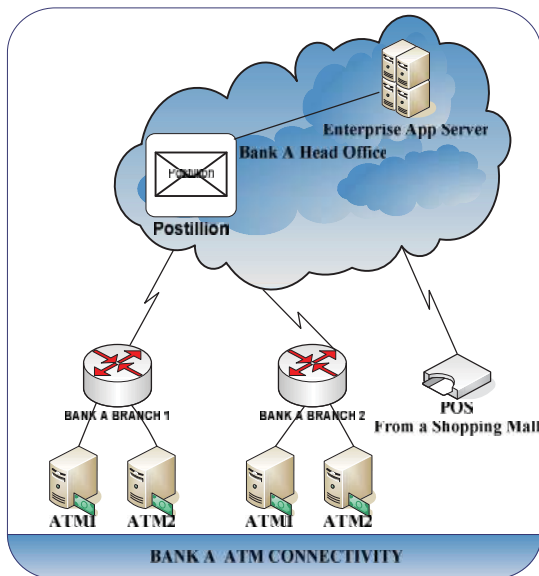 Enterprise App Server
Bank A Head Office
Postillion
Postillion
BANK A BRANCH 1
BANK A BRANCH 2
POS
From a Shopping Mall
ATM1
ATM2
ATM1
ATM2
BANK A ATM CONNECTIVITY